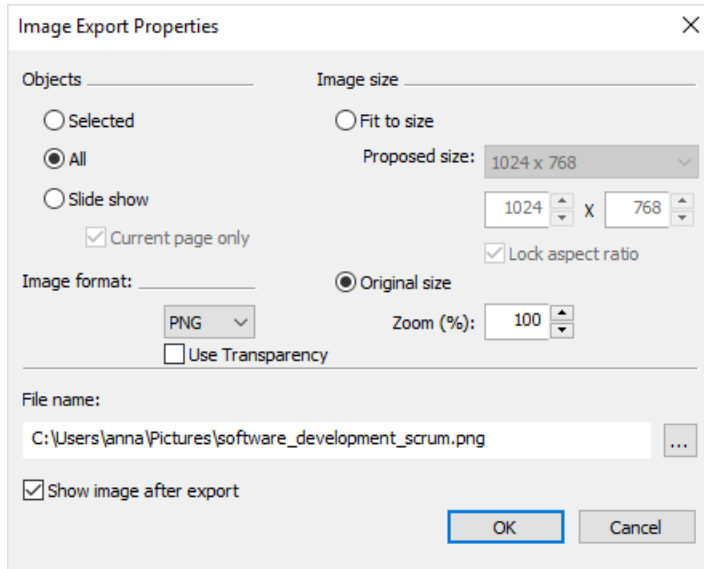 Image Export Properties
Objects
Image size
Selected
Fit to size
All
Proposed size: 1024 x 768
Slide show
1024 X 768
Current page only
Lock aspect ratio
Image format:
Original size
PNG
Zoom (%): 100
Use Transparency
File name:
C:\Users\anna\Pictures\software_development_scrum.png
...
Show image after export
OK
Cancel